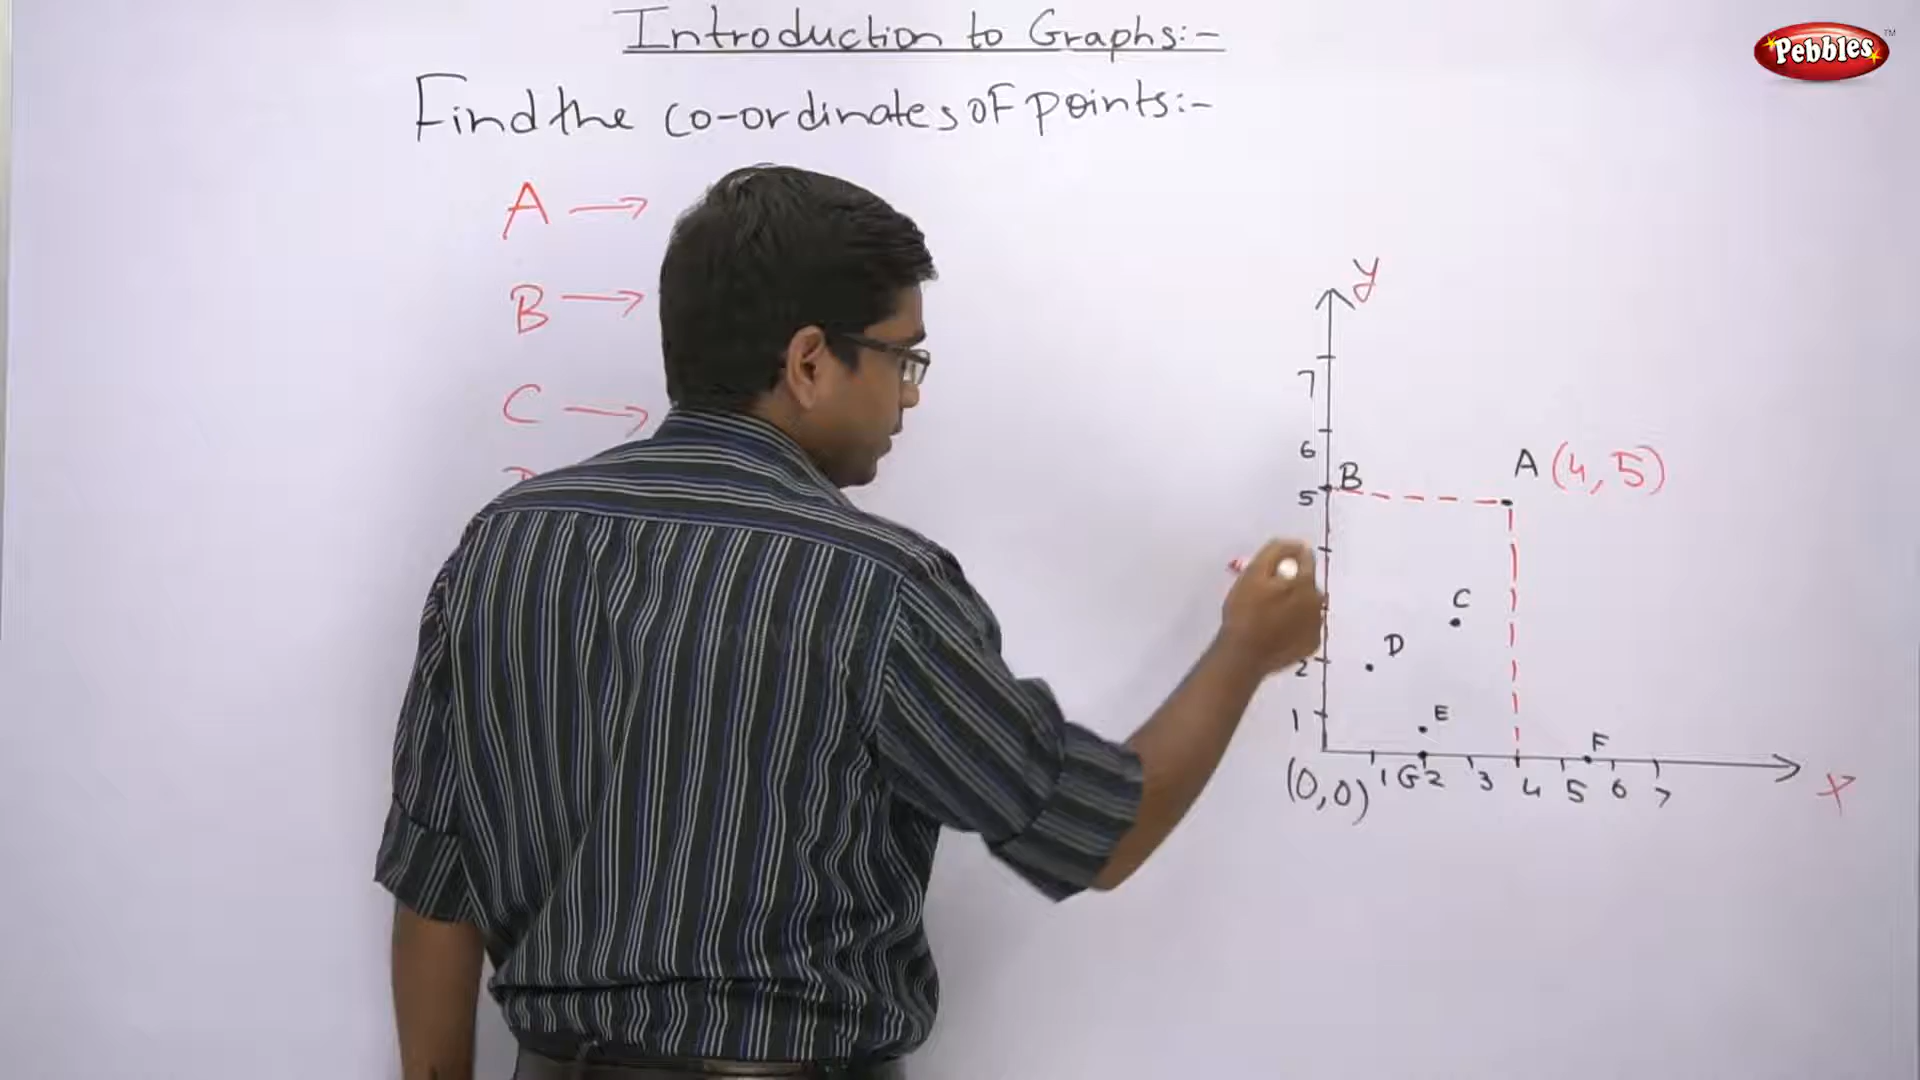 Introduction to Graphs:-
Pebbles™
Find the co-ordinates of points:-
A →
B →
C →
y
7
6
B
A (4, 5)
5
C
D
2
E
1
F
(0,0) 1 G 2 3 4 5 6 7
x